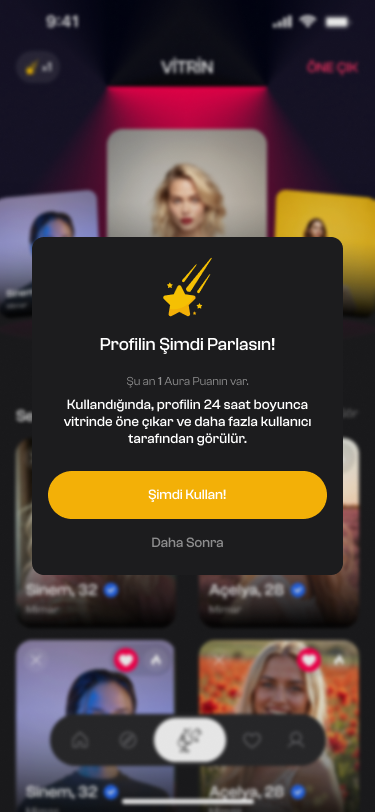 9:41
VİTRİN
ÖNE ÇIK
Profilin Şimdi Parlasın!
Şu an 1 Aura Puanın var.
Kullandığında, profilin 24 saat boyunca
vitrinde öne çıkar ve daha fazla kullanıcı
tarafından görülür.
Şimdi Kullan!
Daha Sonra
Sinem, 32
Açelya, 28
Mimar
Mimar
Sinem, 32
Açelya, 28